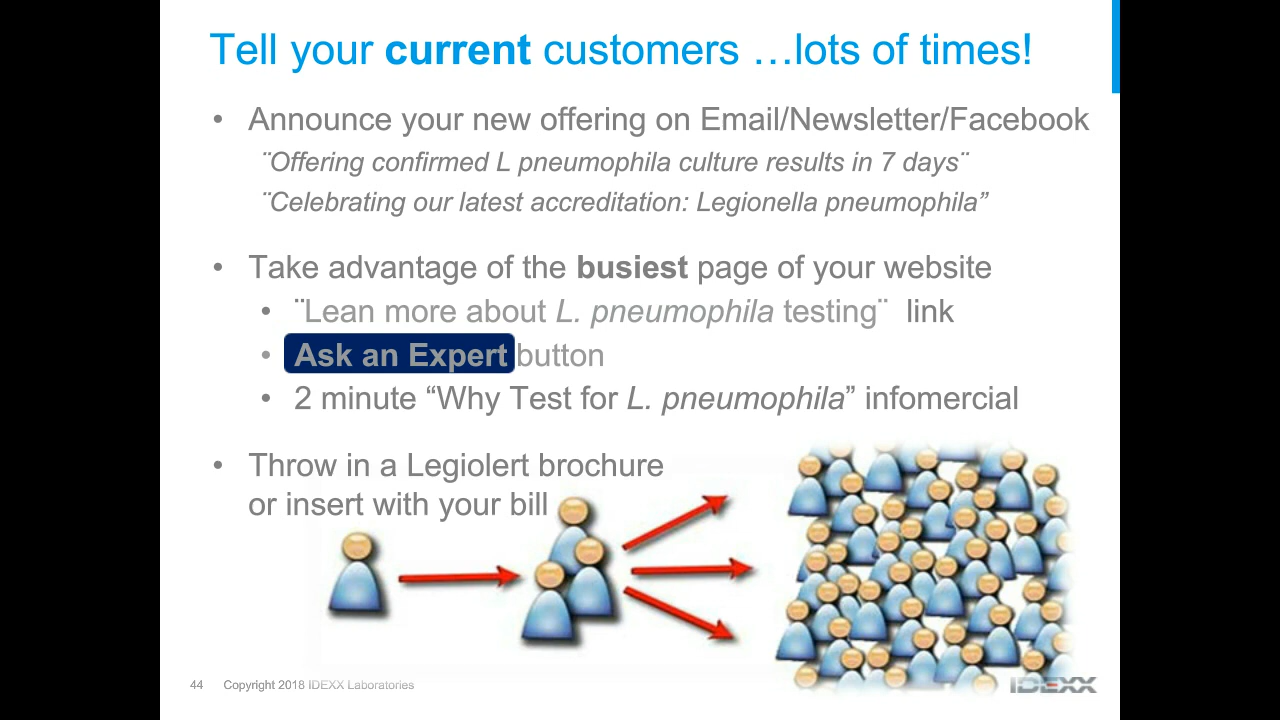 Tell your current customers …lots of times!
• Announce your new offering on Email/Newsletter/Facebook
¨Offering confirmed L pneumophila culture results in 7 days¨
¨Celebrating our latest accreditation: Legionella pneumophila”
• Take advantage of the busiest page of your website
• ¨Lean more about L. pneumophila testing¨ link
• Ask an Expert button
• 2 minute “Why Test for L. pneumophila” infomercial
• Throw in a Legiolert brochure
or insert with your bill
44 Copyright 2018 IDEXX Laboratories
IDEXX